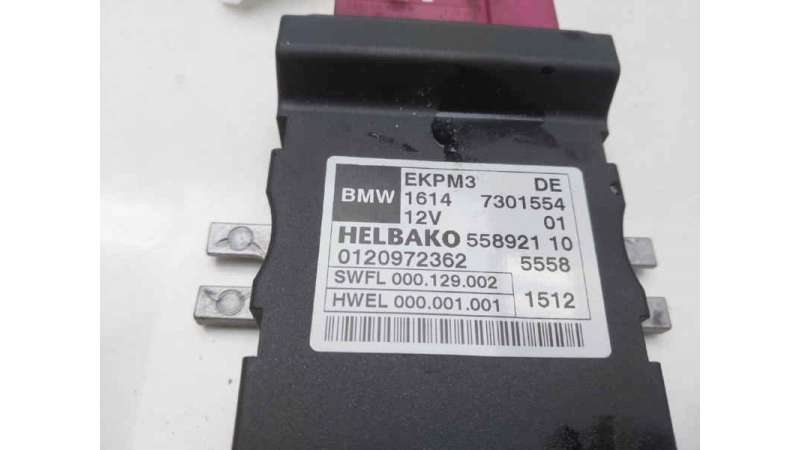 EKPM3 DE
BMW 1614 7301554
12V 01
HELBAKO 558921 10
0120972362 5558
SWFL 000.129.002
HWEL 000.001.001 1512